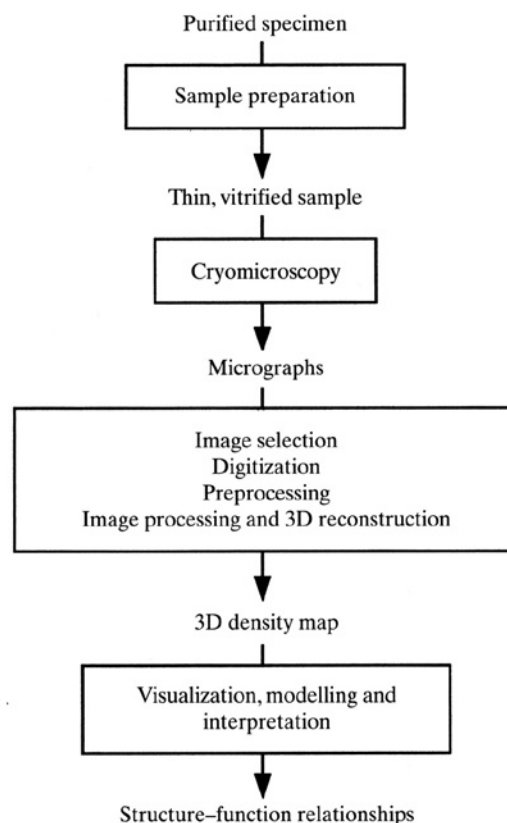 Purified specimen
Sample preparation
Thin, vitrified sample
Cryomicroscopy
Micrographs
Image selection
Digitization
Preprocessing
Image processing and 3D reconstruction
3D density map
Visualization, modelling and
interpretation
Structure–function relationships